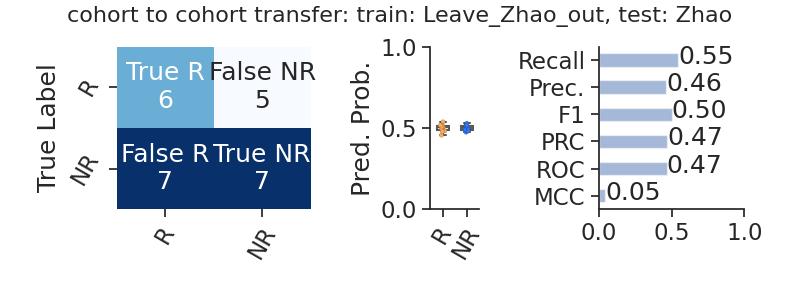 cohort to cohort transfer: train: Leave_Zhao_out, test: Zhao
True Label
R
NR
True R
6
False NR
5
False R
7
True NR
7
R
NR
Pred. Prob.
1.0
0.5
0.0
R
NR
Recall
0.55
Prec.
0.46
F1
0.50
PRC
0.47
ROC
0.47
MCC
0.05
0.0
0.5
1.0